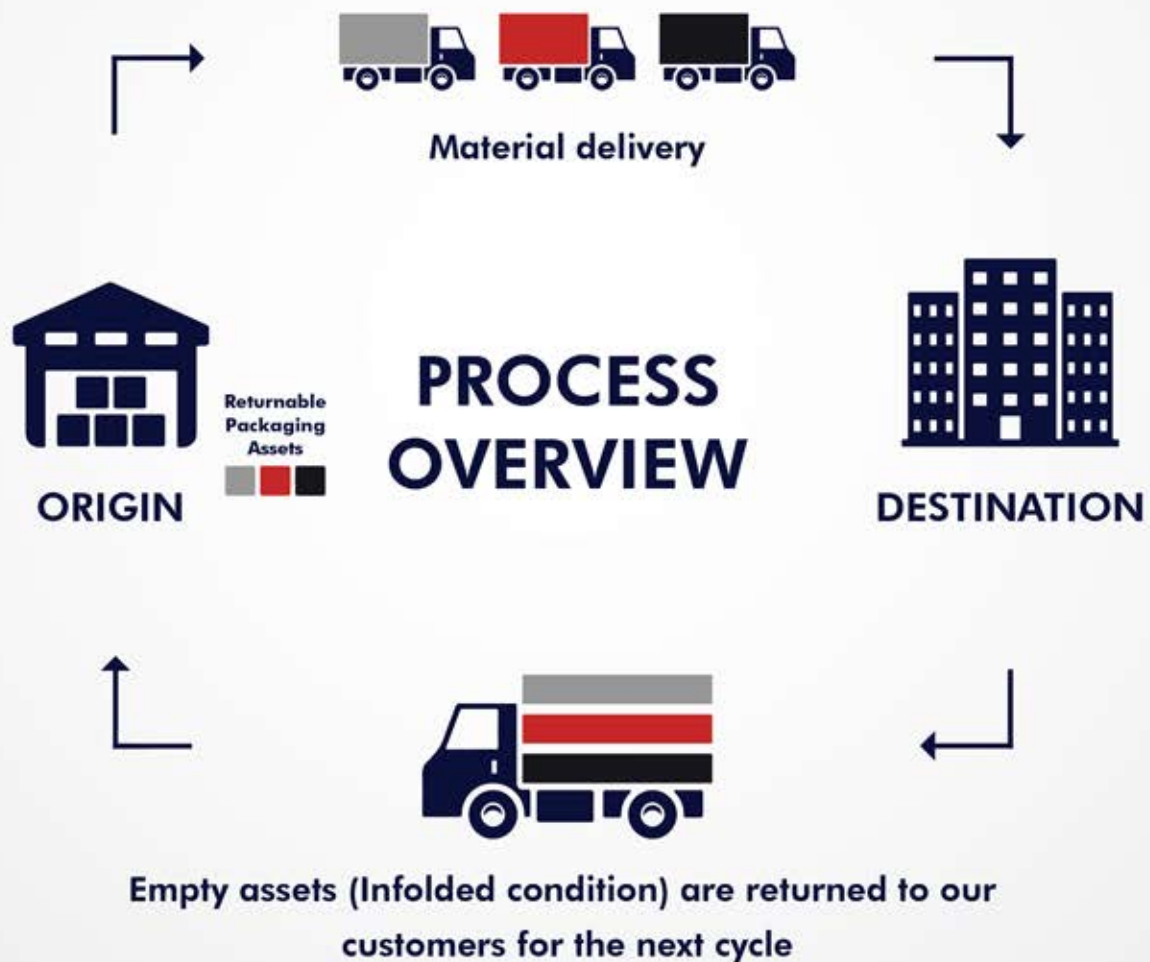 Material delivery
Returnable
Packaging
Assets
PROCESS
OVERVIEW
ORIGIN
DESTINATION
Empty assets (Infolded condition) are returned to our
customers for the next cycle